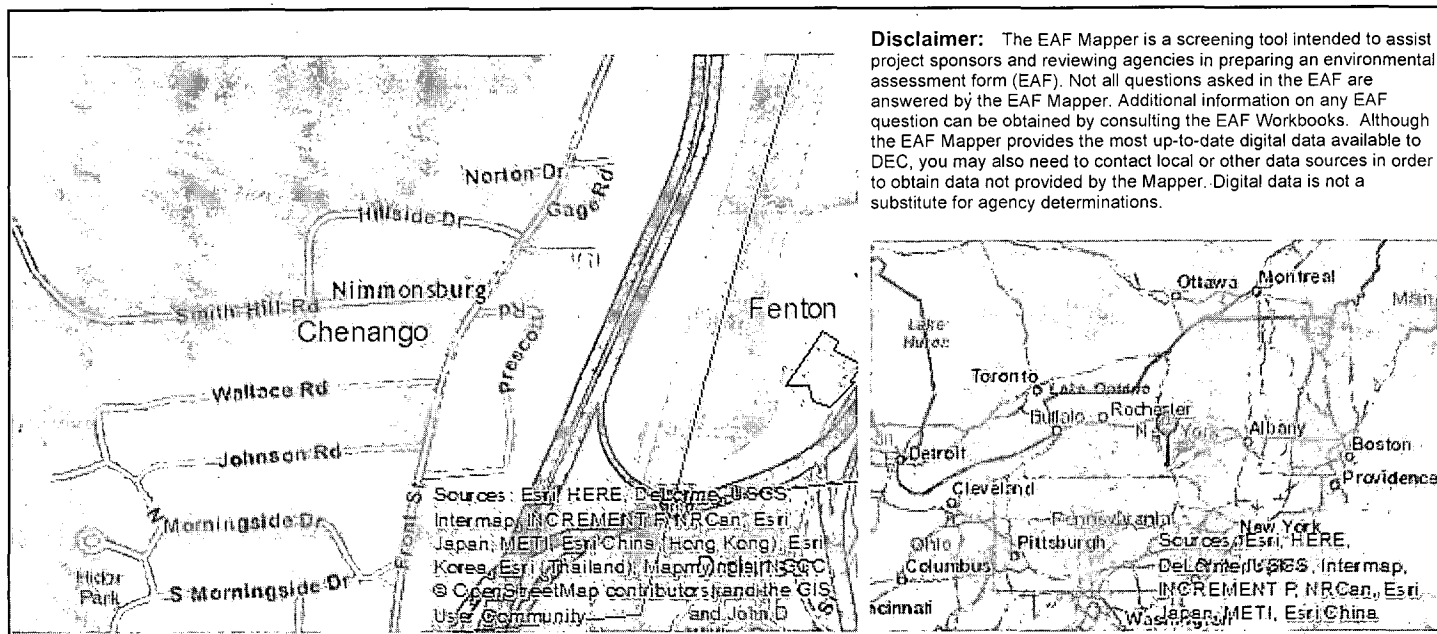 Disclaimer: The EAF Mapper is a screening tool intended to assist
project sponsors and reviewing agencies in preparing an environmental
assessment form (EAF). Not all questions asked in the EAF are
answered by the EAF Mapper. Additional information on any EAF
question can be obtained by consulting the EAF Workbooks. Although
the EAF Mapper provides the most up-to-date digital data available to
DEC, you may also need to contact local or other data sources in order
to obtain data not provided by the Mapper. Digital data is not a
substitute for agency determinations.
Norton Dr
Gage Rd
Hillside Dr
Nimmonsburg
Smith Hill Rd
Chenango
Rd
Prescott
Fenton
Wallace Rd
Johnson Rd
Front St
Morningside Dr
S Morningside Dr
Park
Sources: Esri, HERE, DeLorme, USGS,
Intermap, INCREMENT P, NRCan, Esri
Japan, METI, Esri China (Hong Kong), Esri
Korea, Esri (Thailand), MapmyIndia, NGCC,
© OpenStreetMap contributors, and the GIS
User Community
Ottawa
Montreal
Lake
Huron
Toronto
Lake Ontario
Buffalo
Rochester
York
Albany
Boston
Detroit
Providence
Cleveland
Pennsylvania
New York
Ohio
Pittsburgh
Columbus
Washington
Sources: Esri, HERE,
DeLorme, USGS, Intermap,
INCREMENT P, NRCan, Esri
Japan, METI, Esri China